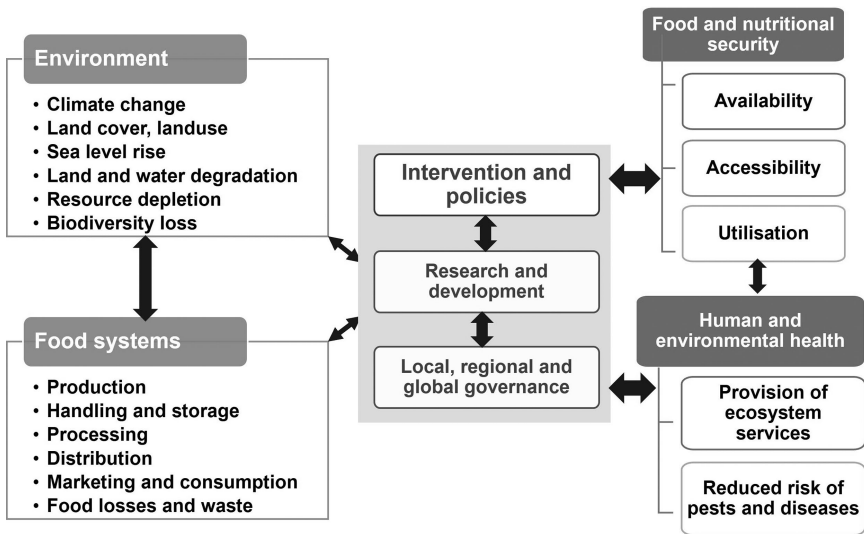 Environment
• Climate change
• Land cover, landuse
• Sea level rise
• Land and water degradation
• Resource depletion
• Biodiversity loss
Food systems
• Production
• Handling and storage
• Processing
• Distribution
• Marketing and consumption
• Food losses and waste
Intervention and
policies
Research and
development
Local, regional and
global governance
Food and nutritional
security
Availability
Accessibility
Utilisation
Human and
environmental health
Provision of
ecosystem
services
Reduced risk of
pests and diseases